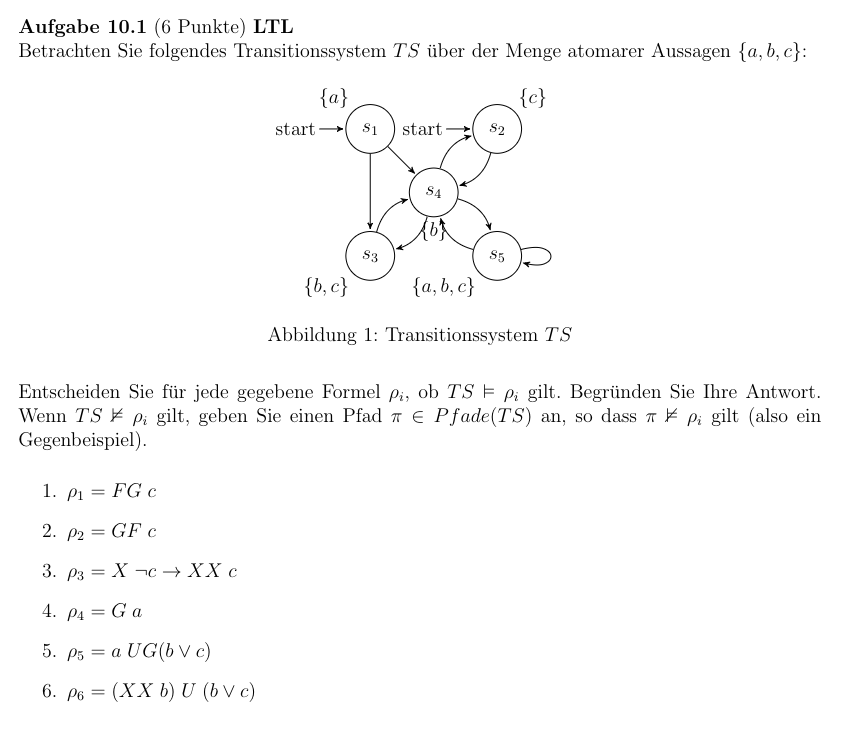 Aufgabe 10.1 (6 Punkte) LTL
Betrachten Sie folgendes Transitionssystem TS über der Menge atomarer Aussagen {a, b, c}:
{a} {c}
start s₁ start s₂
s₄
{b}
s₃ s₅
{b, c} {a, b, c}
Abbildung 1: Transitionssystem TS
Entscheiden Sie für jede gegebene Formel ρᵢ, ob TS ⊨ ρᵢ gilt. Begründen Sie Ihre Antwort.
Wenn TS ⊭ ρᵢ gilt, geben Sie einen Pfad π ∈ Pfade(TS) an, so dass π ⊭ ρᵢ gilt (also ein
Gegenbeispiel).
1. ρ₁ = FG c
2. ρ₂ = GF c
3. ρ₃ = X ¬c → XX c
4. ρ₄ = G a
5. ρ₅ = a UG(b ∨ c)
6. ρ₆ = (XX b) U (b ∨ c)